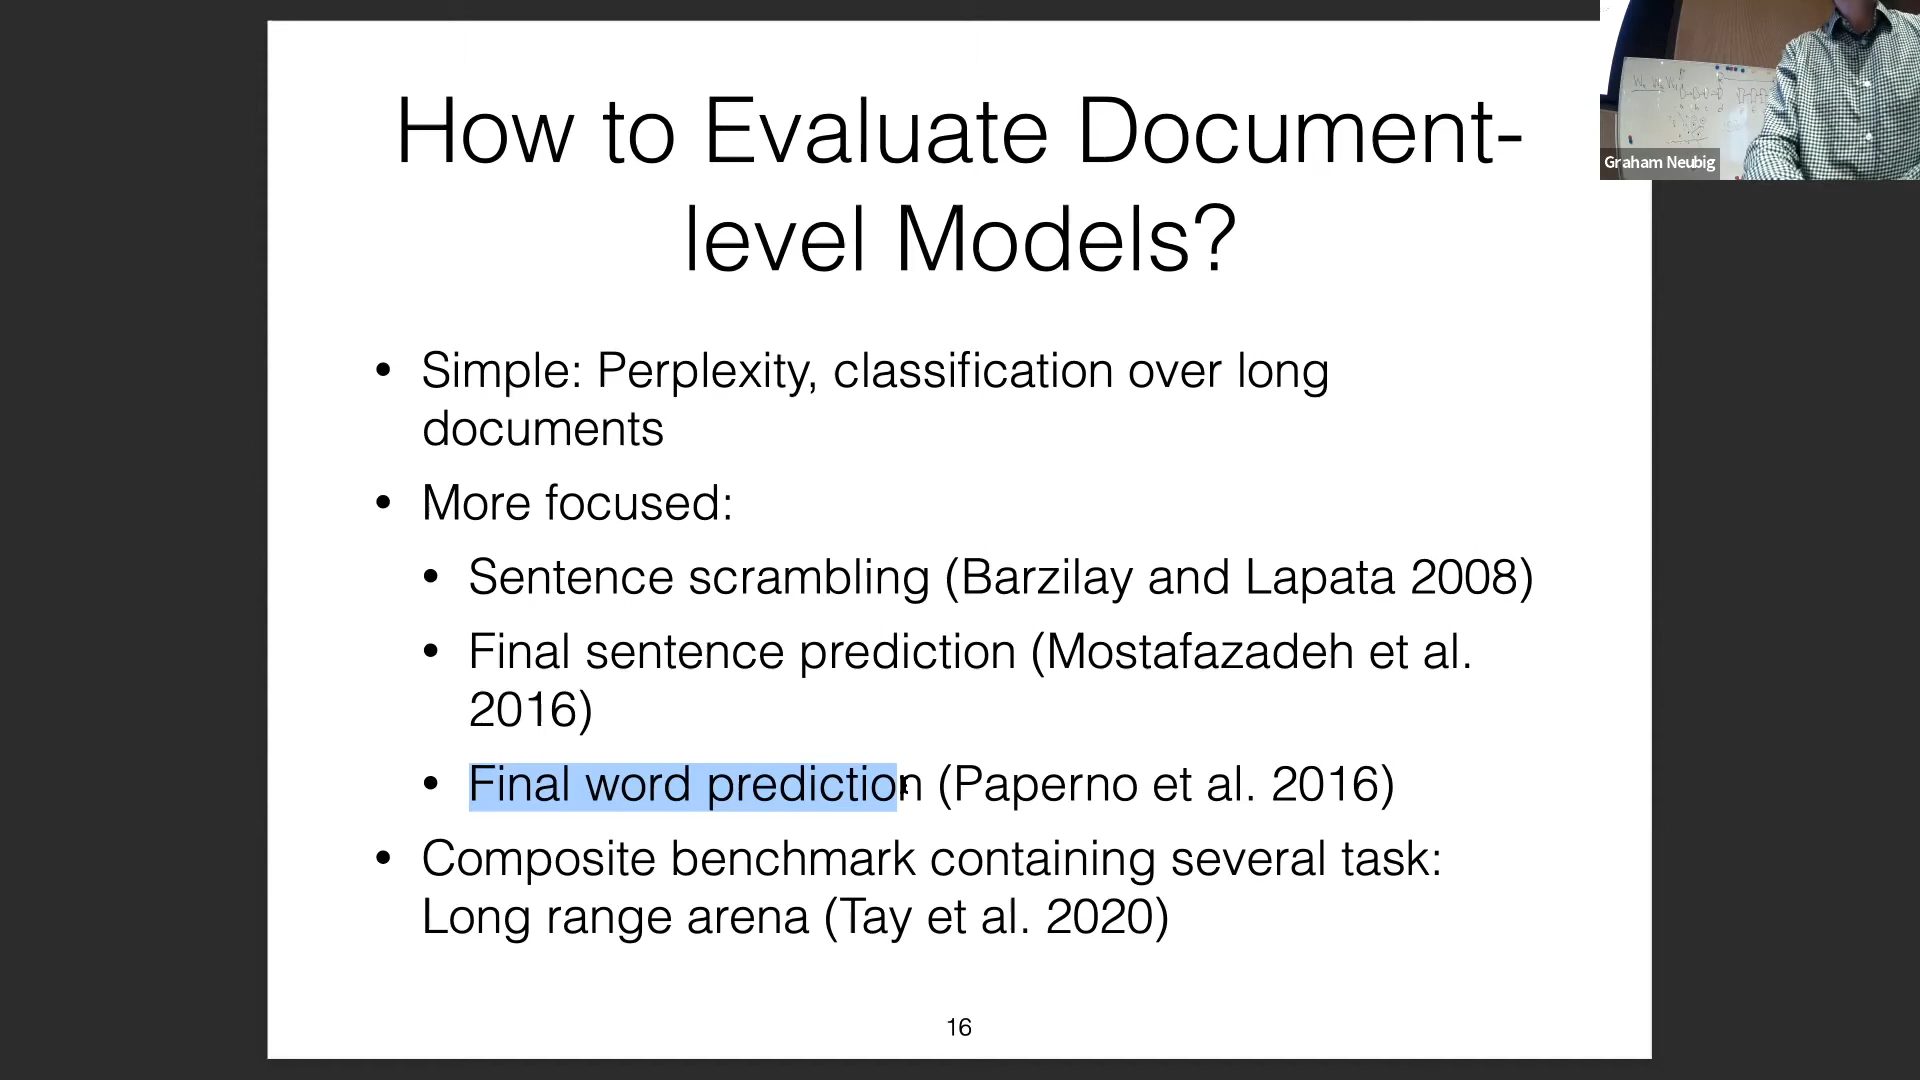 How to Evaluate Document-
level Models?
• Simple: Perplexity, classification over long
documents
• More focused:
• Sentence scrambling (Barzilay and Lapata 2008)
• Final sentence prediction (Mostafazadeh et al.
2016)
• Final word prediction (Paperno et al. 2016)
• Composite benchmark containing several task:
Long range arena (Tay et al. 2020)
16
Graham Neubig